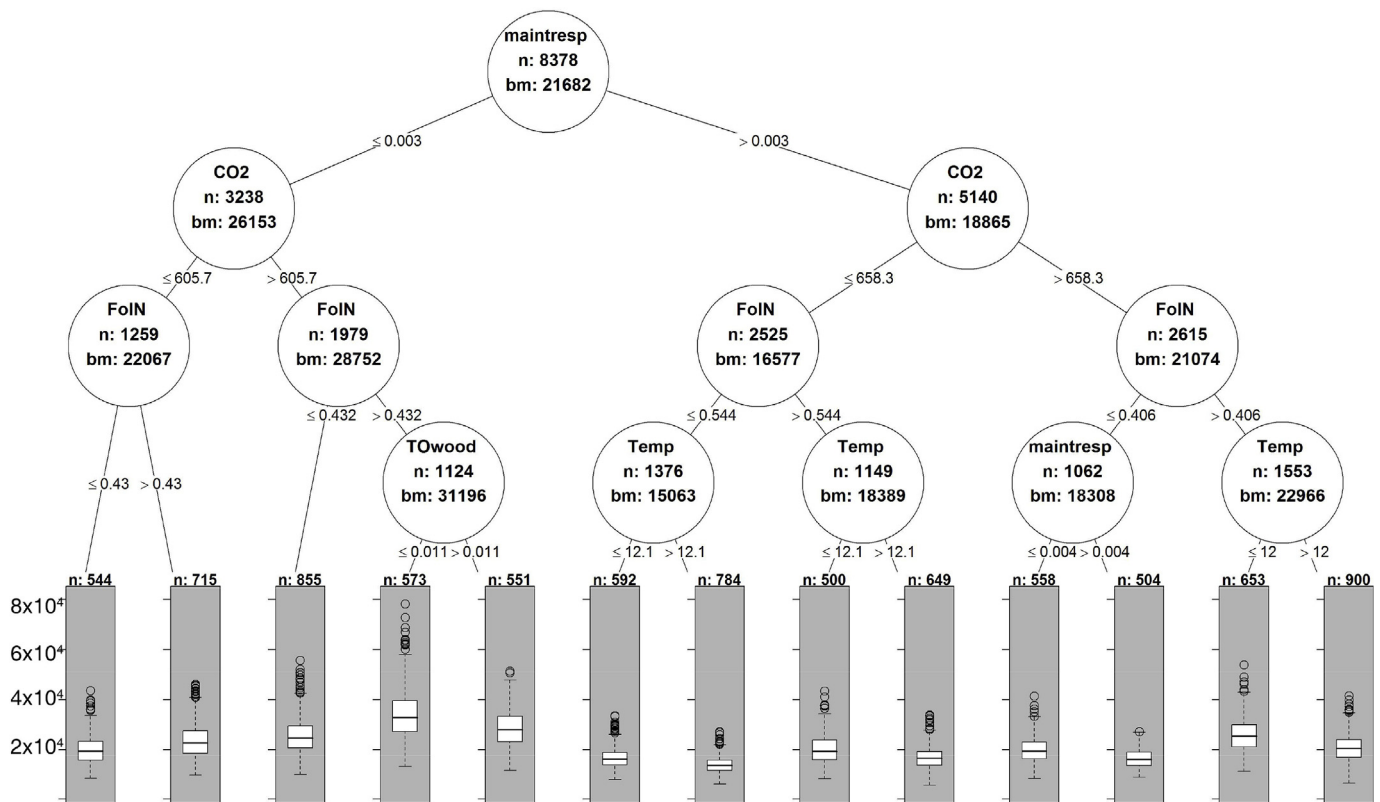 maintresp
n: 8378
bm: 21682
≤ 0.003
> 0.003
CO2
n: 3238
bm: 26153
CO2
n: 5140
bm: 18865
≤ 605.7
> 605.7
≤ 658.3
> 658.3
FolN
n: 1259
bm: 22067
FolN
n: 1979
bm: 28752
FolN
n: 2525
bm: 16577
FolN
n: 2615
bm: 21074
≤ 0.432
> 0.432
≤ 0.544
> 0.544
≤ 0.406
> 0.406
TOwood
n: 1124
bm: 31196
Temp
n: 1376
bm: 15063
Temp
n: 1149
bm: 18389
maintresp
n: 1062
bm: 18308
Temp
n: 1553
bm: 22966
≤ 0.43
> 0.43
≤ 0.011
> 0.011
≤ 12.1
> 12.1
≤ 12.1
> 12.1
≤ 0.004
> 0.004
≤ 12
> 12
n: 544
n: 715
n: 855
n: 573
n: 551
n: 592
n: 784
n: 500
n: 649
n: 558
n: 504
n: 653
n: 900
8x10⁴
6x10⁴
4x10⁴
2x10⁴